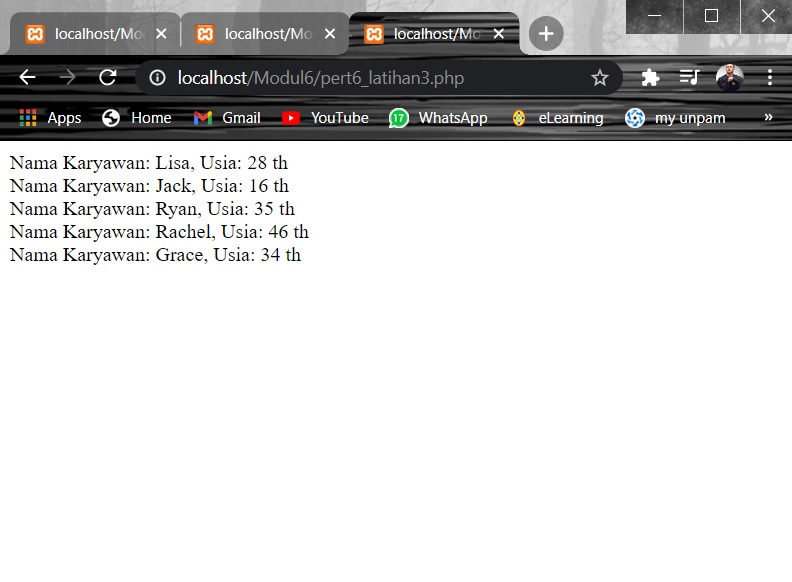 localhost/Mo
localhost/Mo
localhost/Mo
localhost/Modul6/pert6_latihan3.php
Apps Home Gmail YouTube 17 WhatsApp eLearning my unpam »
Nama Karyawan: Lisa, Usia: 28 th
Nama Karyawan: Jack, Usia: 16 th
Nama Karyawan: Ryan, Usia: 35 th
Nama Karyawan: Rachel, Usia: 46 th
Nama Karyawan: Grace, Usia: 34 th